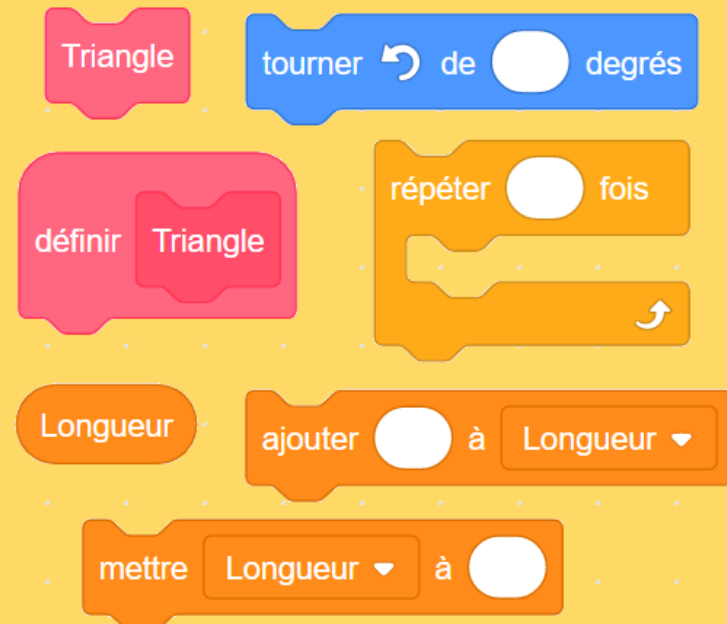 Triangle
tourner de degrés
définir Triangle
répéter fois
Longueur
ajouter à Longueur
mettre Longueur à